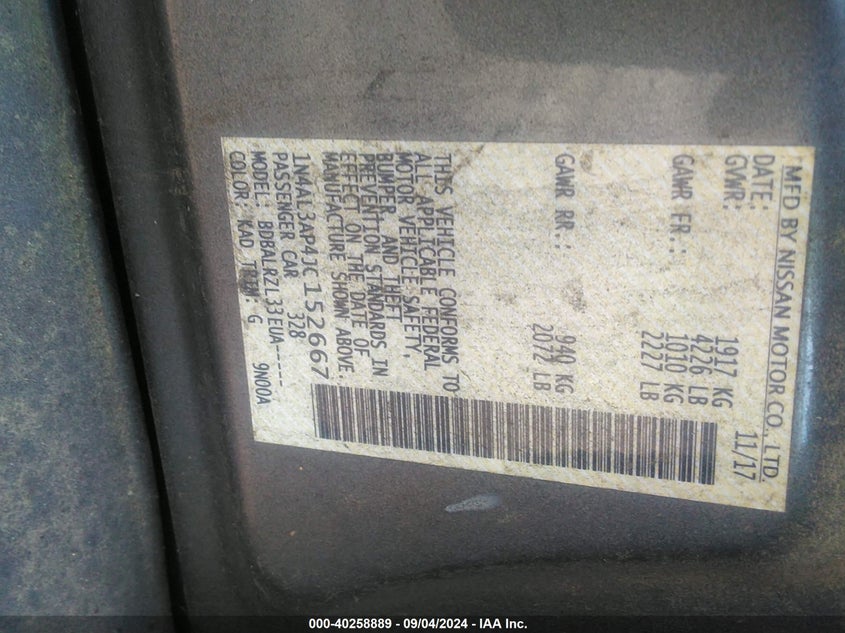 MFD BY NISSAN MOTOR CO., LTD.
DATE: 11/17
GVWR: 1917 KG
4226 LB
GAWR FR.: 1010 KG
2227 LB
GAWR RR.: 940 KG
2072 LB
THIS VEHICLE CONFORMS TO
ALL APPLICABLE FEDERAL
MOTOR VEHICLE SAFETY,
BUMPER, AND THEFT
PREVENTION STANDARDS IN
EFFECT ON THE DATE OF
MANUFACTURE SHOWN ABOVE.
1N4AL3AP4JC152667
PASSENGER CAR 328
MODEL: BDBALRZL33EUA-----
COLOR: KAD TRIM: G 9N00A
000-40258889 - 09/04/2024 - IAA Inc.